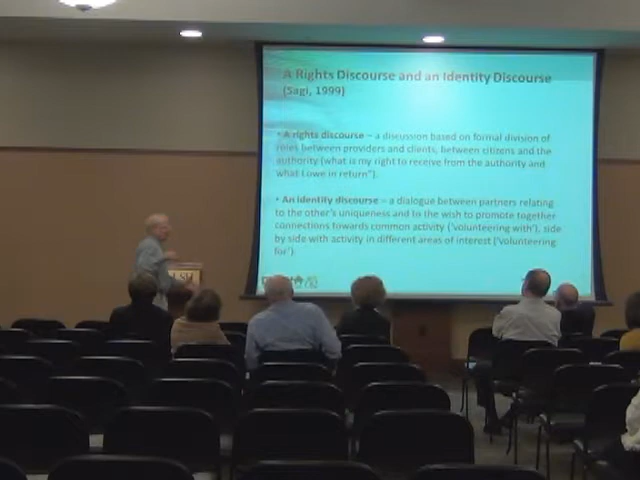 A Rights Discourse and an Identity Discourse
(Sagi, 1999)
• A rights discourse – a discussion based on formal division of
roles between providers and clients, between citizens and the
authority (what is my right to receive from the authority and
what I owe in return").
• An identity discourse – a dialogue between partners relating
to the other's uniqueness and to the wish to promote together
connections towards common activity ('volunteering with'), side
by side with activity in different areas of interest ('volunteering
for').